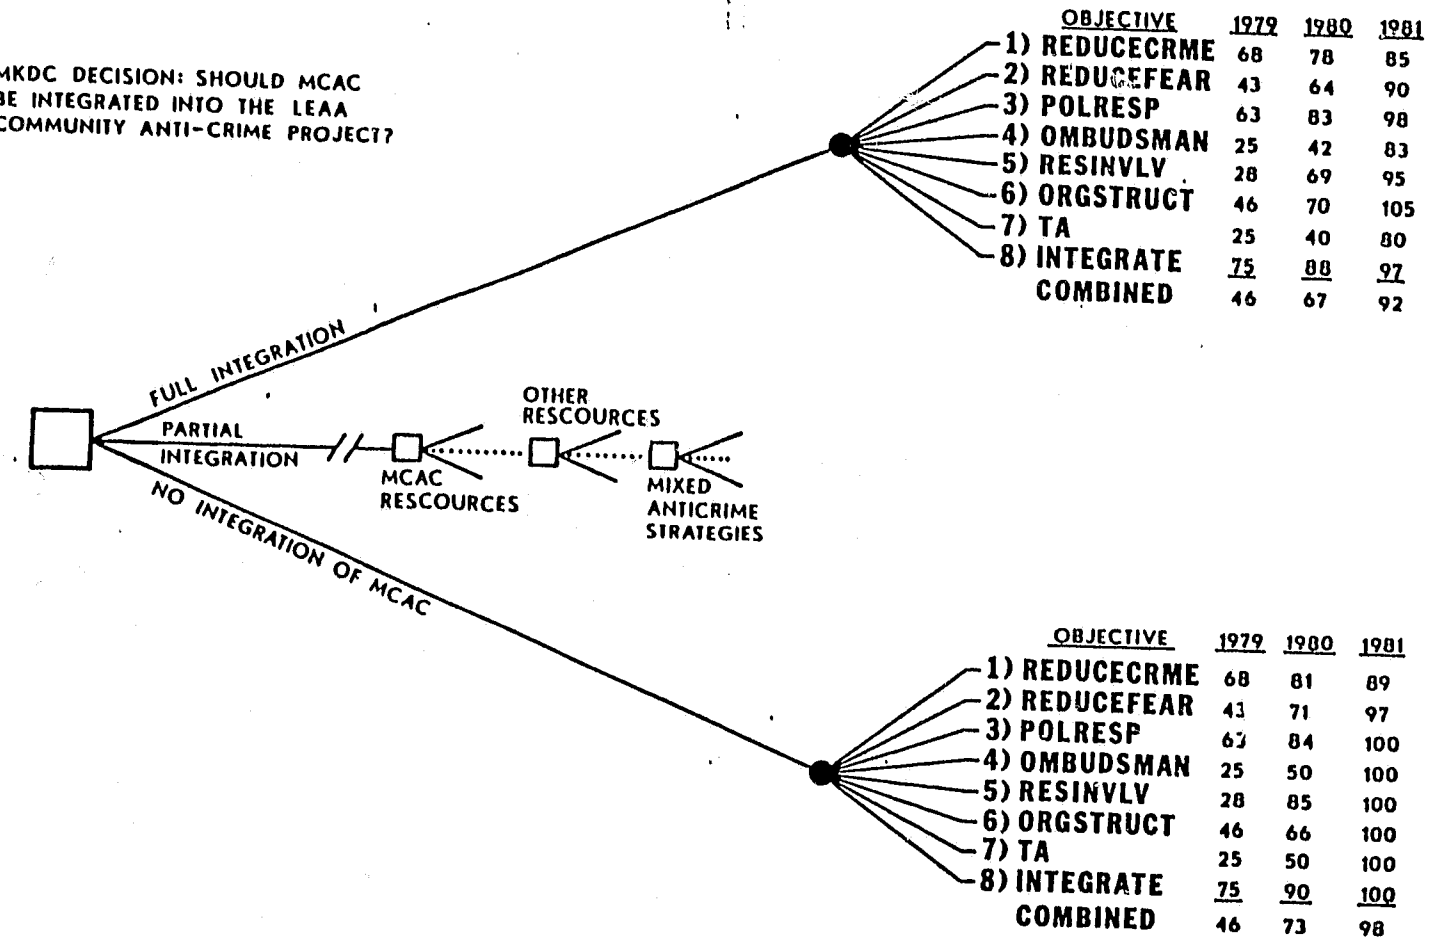 MKDC DECISION: SHOULD MCAC
BE INTEGRATED INTO THE LEAA
COMMUNITY ANTI-CRIME PROJECT?
OBJECTIVE 1979 1980 1981
1) REDUCECRME 68 78 85
2) REDUCEFEAR 43 64 90
3) POLRESP 63 83 98
4) OMBUDSMAN 25 42 83
5) RESINVLV 28 69 95
6) ORGSTRUCT 46 70 105
7) TA 25 40 80
8) INTEGRATE 75 88 97
COMBINED 46 67 92
FULL INTEGRATION
PARTIAL
INTEGRATION
MCAC
RESCOURCES
OTHER
RESCOURCES
MIXED
ANTICRIME
STRATEGIES
NO INTEGRATION OF MCAC
OBJECTIVE 1979 1980 1981
1) REDUCECRME 68 81 89
2) REDUCEFEAR 43 71 97
3) POLRESP 63 84 100
4) OMBUDSMAN 25 50 100
5) RESINVLV 28 85 100
6) ORGSTRUCT 46 66 100
7) TA 25 50 100
8) INTEGRATE 75 90 100
COMBINED 46 73 98